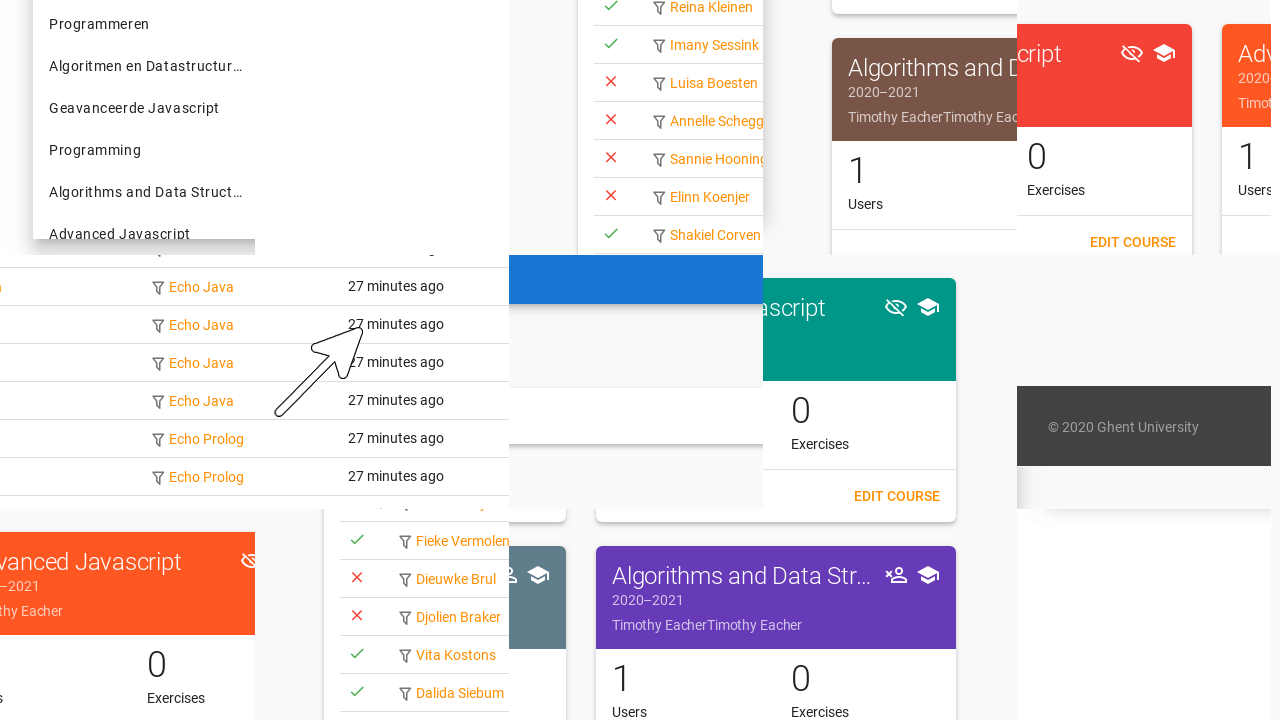 Programmeren
Algoritmen en Datastructur…
Geavanceerde Javascript
Programming
Algorithms and Data Struct…
Advanced Javascript
Reina Kleinen
Imany Sessink
Luisa Boesten
Annelle Schegg
Sannie Hooning
Elinn Koenjer
Shakiel Corven
Algorithms and D
2020–2021
Timothy EacherTimothy Eac
1
Users
cript
0
Exercises
EDIT COURSE
Adv
2020
Timot
1
Users
Echo Java 27 minutes ago
Echo Java 27 minutes ago
Echo Java 27 minutes ago
Echo Java 27 minutes ago
Echo Prolog 27 minutes ago
Echo Prolog 27 minutes ago
ascript
0
Exercises
EDIT COURSE
© 2020 Ghent University
vanced Javascript
–2021
thy Eacher
0
s
Exercises
Fieke Vermolen
Dieuwke Brul
Djolien Braker
Vita Kostons
Dalida Siebum
Algorithms and Data Str…
2020–2021
Timothy EacherTimothy Eacher
1
Users
0
Exercises